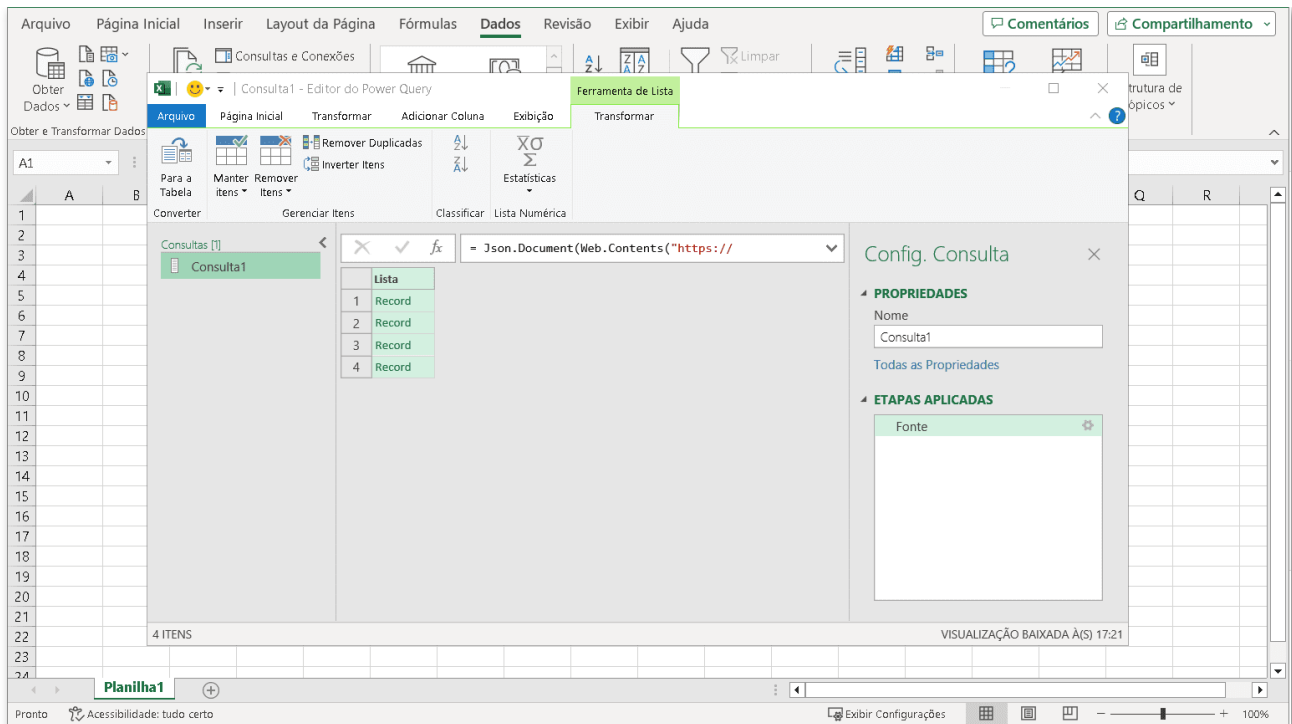 Arquivo Página Inicial Inserir Layout da Página Fórmulas Dados Revisão Exibir Ajuda Comentários Compartilhamento
Consultas e Conexões
Limpar
Obter
Dados
Obter e Transformar Dados
trutura de
ópicos
Consulta1 - Editor do Power Query
Ferramenta de Lista
Arquivo Página Inicial Transformar Adicionar Coluna Exibição Transformar
Para a
Tabela
Manter
itens
Remover
Itens
Remover Duplicadas
Inverter Itens
Estatísticas
Converter Gerenciar Itens Classificar Lista Numérica
A1
A B Q R
1
2
3
4
5
6
7
8
9
10
11
12
13
14
15
16
17
18
19
20
21
22
23
24
Consultas [1]
Consulta1
fx = Json.Document(Web.Contents("https://
Lista
1 Record
2 Record
3 Record
4 Record
Config. Consulta
PROPRIEDADES
Nome
Consulta1
Todas as Propriedades
ETAPAS APLICADAS
Fonte
4 ITENS VISUALIZAÇÃO BAIXADA À(S) 17:21
Planilha1
Pronto Acessibilidade: tudo certo Exibir Configurações 100%